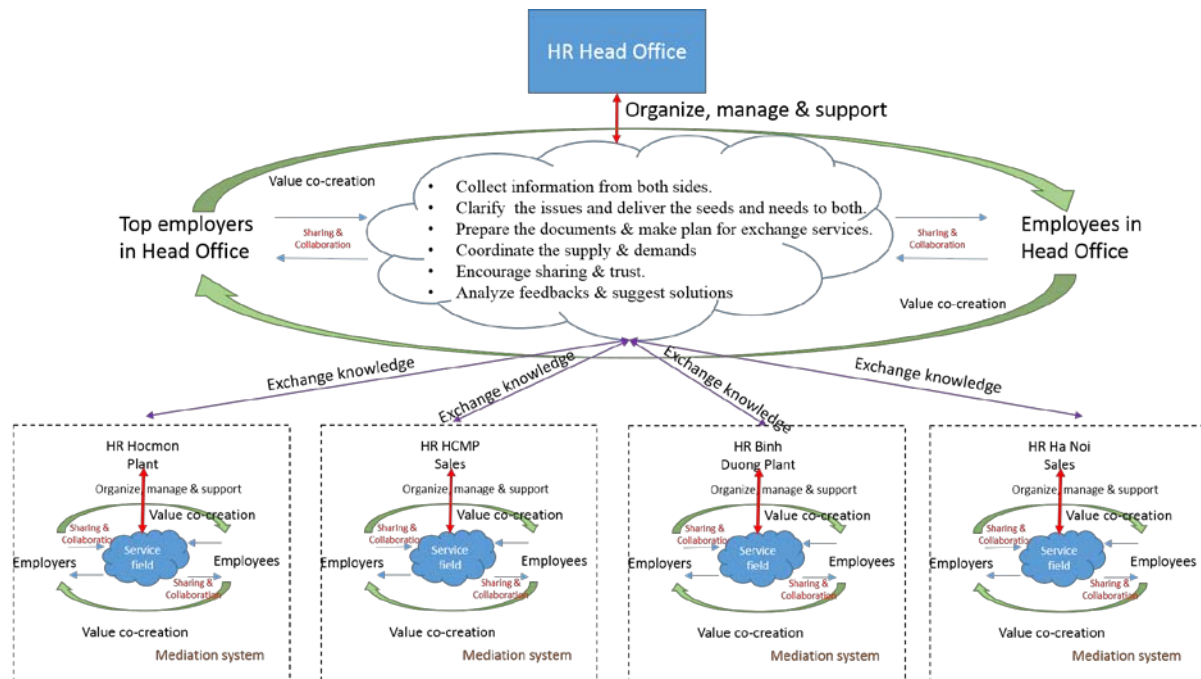 HR Head Office
Organize, manage & support
Value co-creation
• Collect information from both sides.
• Clarify the issues and deliver the seeds and needs to both.
• Prepare the documents & make plan for exchange services.
• Coordinate the supply & demands
• Encourage sharing & trust.
• Analyze feedbacks & suggest solutions
Top employers
in Head Office
Sharing &
Collaboration
Sharing &
Collaboration
Employees in
Head Office
Value co-creation
Exchange knowledge
Exchange knowledge
Exchange knowledge
Exchange knowledge
HR Hocmon
Plant
Organize, manage & support
Value co-creation
Sharing &
Collaboration
Service
field
Employers
Employees
Sharing &
Collaboration
Value co-creation
Mediation system
HR HCMP
Sales
Organize, manage & support
Value co-creation
Sharing &
Collaboration
Service
field
Employers
Employees
Sharing &
Collaboration
Value co-creation
Mediation system
HR Binh
Duong Plant
Organize, manage & support
Value co-creation
Sharing &
Collaboration
Service
field
Employers
Employees
Sharing &
Collaboration
Value co-creation
Mediation system
HR Ha Noi
Sales
Organize, manage & support
Value co-creation
Sharing &
Collaboration
Service
field
Employers
Employees
Sharing &
Collaboration
Value co-creation
Mediation system